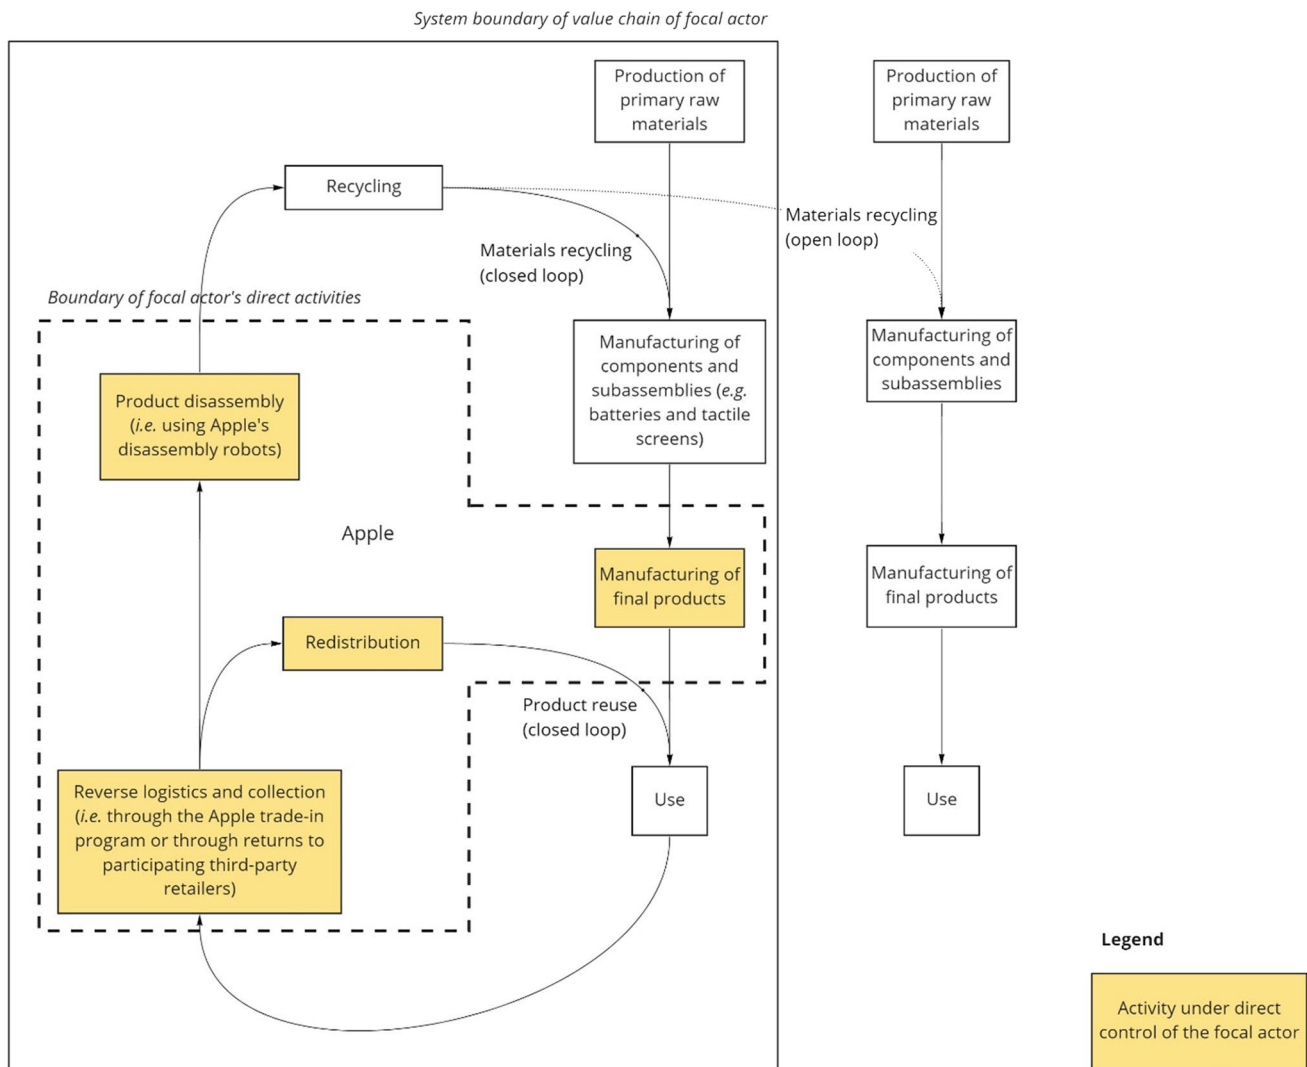 System boundary of value chain of focal actor
Production of
primary raw
materials
Production of
primary raw
materials
Recycling
Materials recycling
(open loop)
Materials recycling
(closed loop)
Boundary of focal actor's direct activities
Manufacturing of
components and
subassemblies (e.g.
batteries and tactile
screens)
Manufacturing of
components and
subassemblies
Product disassembly
(i.e. using Apple's
disassembly robots)
Apple
Manufacturing of
final products
Manufacturing of
final products
Redistribution
Product reuse
(closed loop)
Reverse logistics and collection
(i.e. through the Apple trade-in
program or through returns to
participating third-party
retailers)
Use
Use
Legend
Activity under direct
control of the focal actor